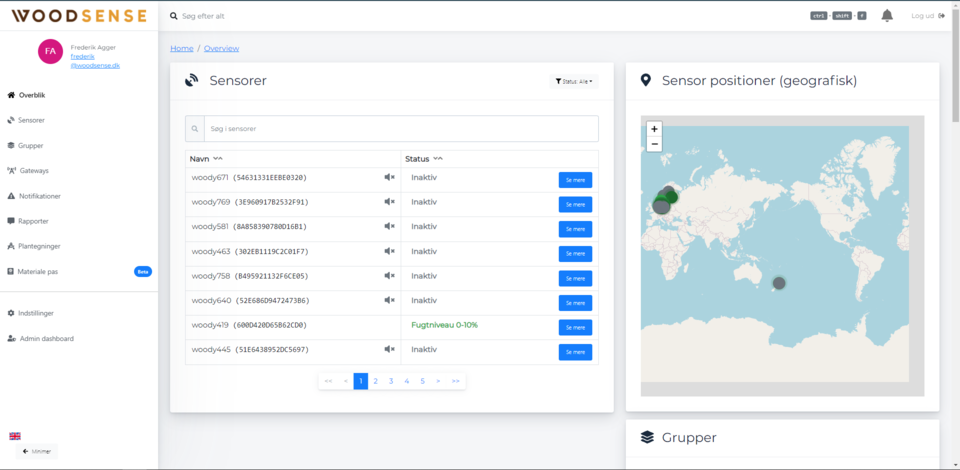 WOODSENSE
Søg efter alt
ctrl - shift - f
Log ud
FA
Frederik Agger
frederik
@woodsense.dk
Overblik
Sensorer
Grupper
Gateways
Notifikationer
Rapporter
Plantegninger
Materiale pas Beta
Indstillinger
Admin dashboard
Minimer
Home / Overview
Sensorer
Status: Alle
Søg i sensorer
Navn Status
woody671 (54631331EEBE0320) Inaktiv Se mere
woody769 (3E960917B2532F91) Inaktiv Se mere
woody581 (8A858390780D16B1) Inaktiv Se mere
woody463 (302EB1119C2C01F7) Inaktiv Se mere
woody758 (B495921132F6CE05) Inaktiv Se mere
woody640 (52E686D9472473B6) Inaktiv Se mere
woody419 (600D420D65B62CD0) Fugtniveau 0-10% Se mere
woody445 (51E6438952DC5697) Inaktiv Se mere
<< < 1 2 3 4 5 > >>
Sensor positioner (geografisk)
+
−
Grupper